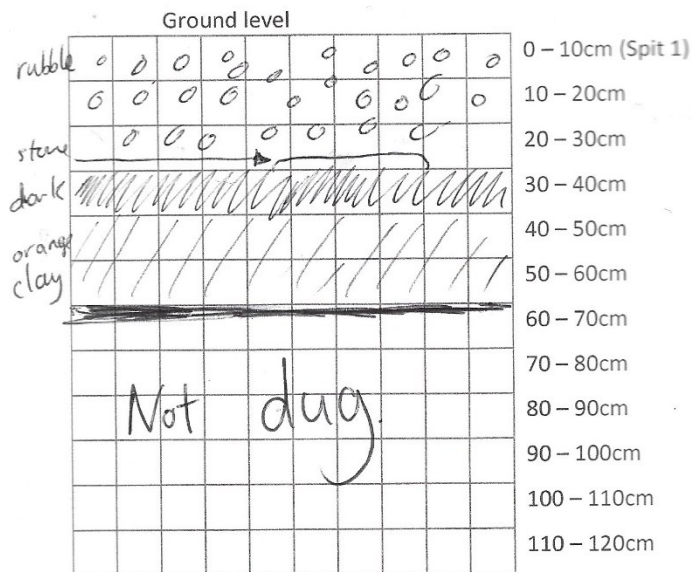 Ground level
rubble
0 – 10cm (Spit 1)
10 – 20cm
stone
20 – 30cm
dark
30 – 40cm
orange
40 – 50cm
clay
50 – 60cm
60 – 70cm
70 – 80cm
Not dug.
80 – 90cm
90 – 100cm
100 – 110cm
110 – 120cm